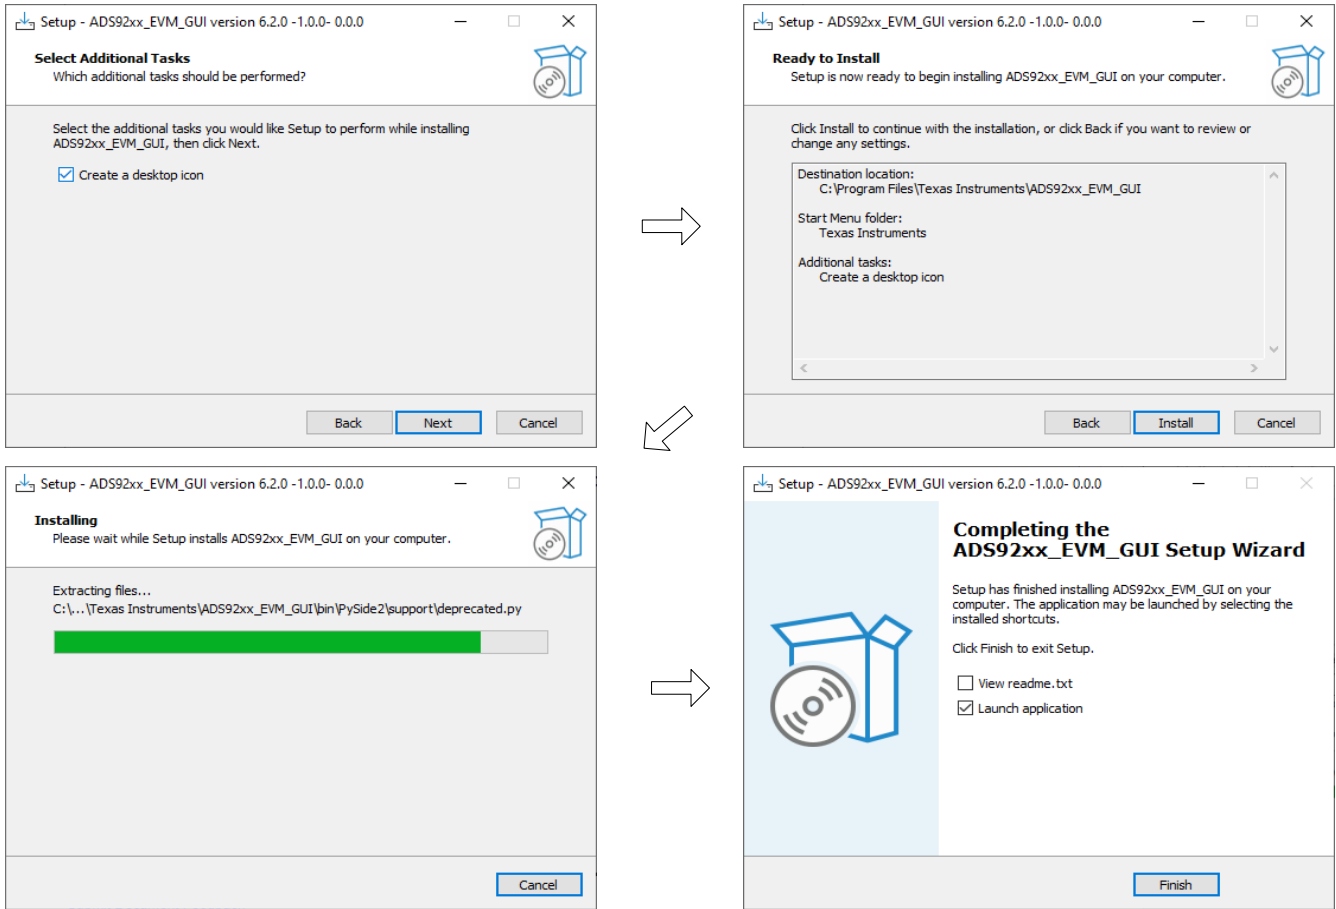 Setup - ADS92xx_EVM_GUI version 6.2.0 -1.0.0- 0.0.0
Select Additional Tasks
Which additional tasks should be performed?
Select the additional tasks you would like Setup to perform while installing
ADS92xx_EVM_GUI, then click Next.
Create a desktop icon
Back
Next
Cancel
Setup - ADS92xx_EVM_GUI version 6.2.0 -1.0.0- 0.0.0
Ready to Install
Setup is now ready to begin installing ADS92xx_EVM_GUI on your computer.
Click Install to continue with the installation, or click Back if you want to review or
change any settings.
Destination location:
C:\Program Files\Texas Instruments\ADS92xx_EVM_GUI
Start Menu folder:
Texas Instruments
Additional tasks:
Create a desktop icon
Back
Install
Cancel
Setup - ADS92xx_EVM_GUI version 6.2.0 -1.0.0- 0.0.0
Installing
Please wait while Setup installs ADS92xx_EVM_GUI on your computer.
Extracting files...
C:\...\Texas Instruments\ADS92xx_EVM_GUI\bin\PySide2\support\deprecated.py
Cancel
Setup - ADS92xx_EVM_GUI version 6.2.0 -1.0.0- 0.0.0
Completing the
ADS92xx_EVM_GUI Setup Wizard
Setup has finished installing ADS92xx_EVM_GUI on your
computer. The application may be launched by selecting the
installed shortcuts.
Click Finish to exit Setup.
View readme.txt
Launch application
Finish